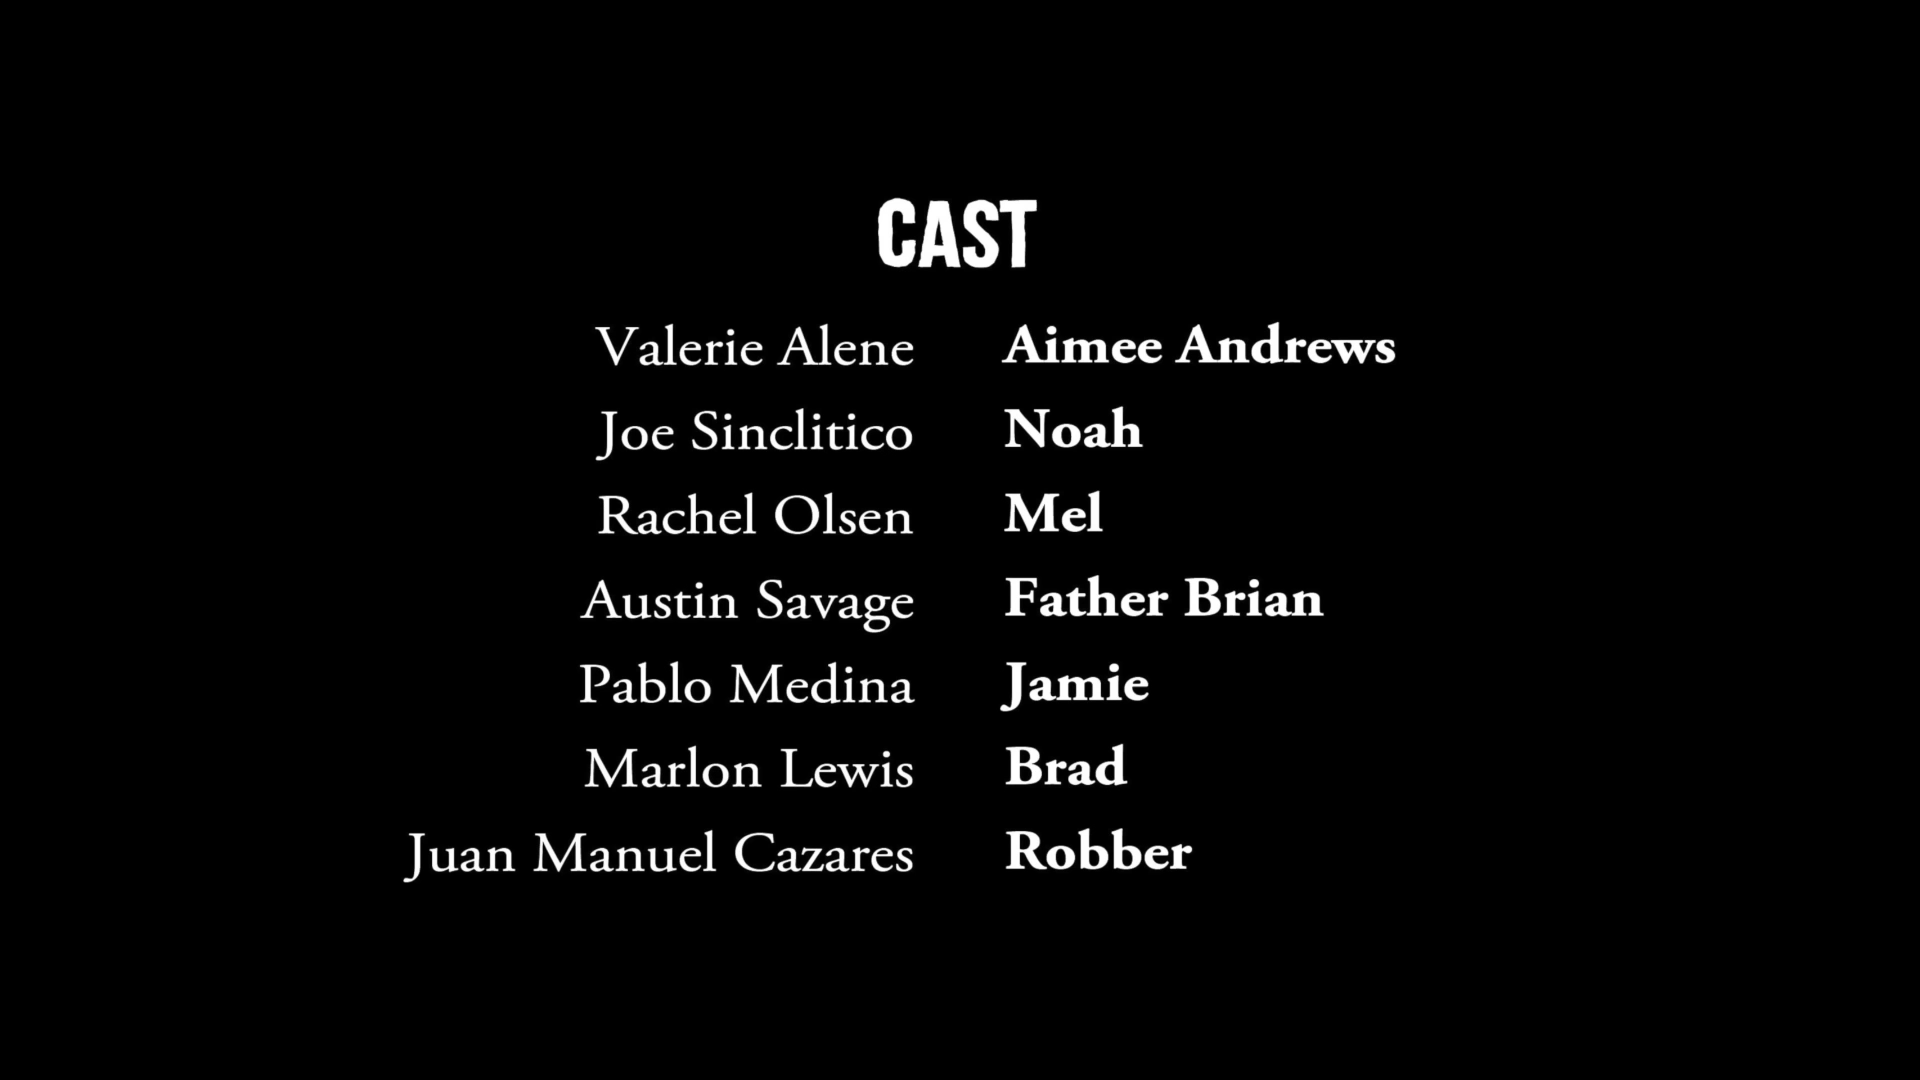 CAST
Valerie Alene Aimee Andrews
Joe Sinclitico Noah
Rachel Olsen Mel
Austin Savage Father Brian
Pablo Medina Jamie
Marlon Lewis Brad
Juan Manuel Cazares Robber